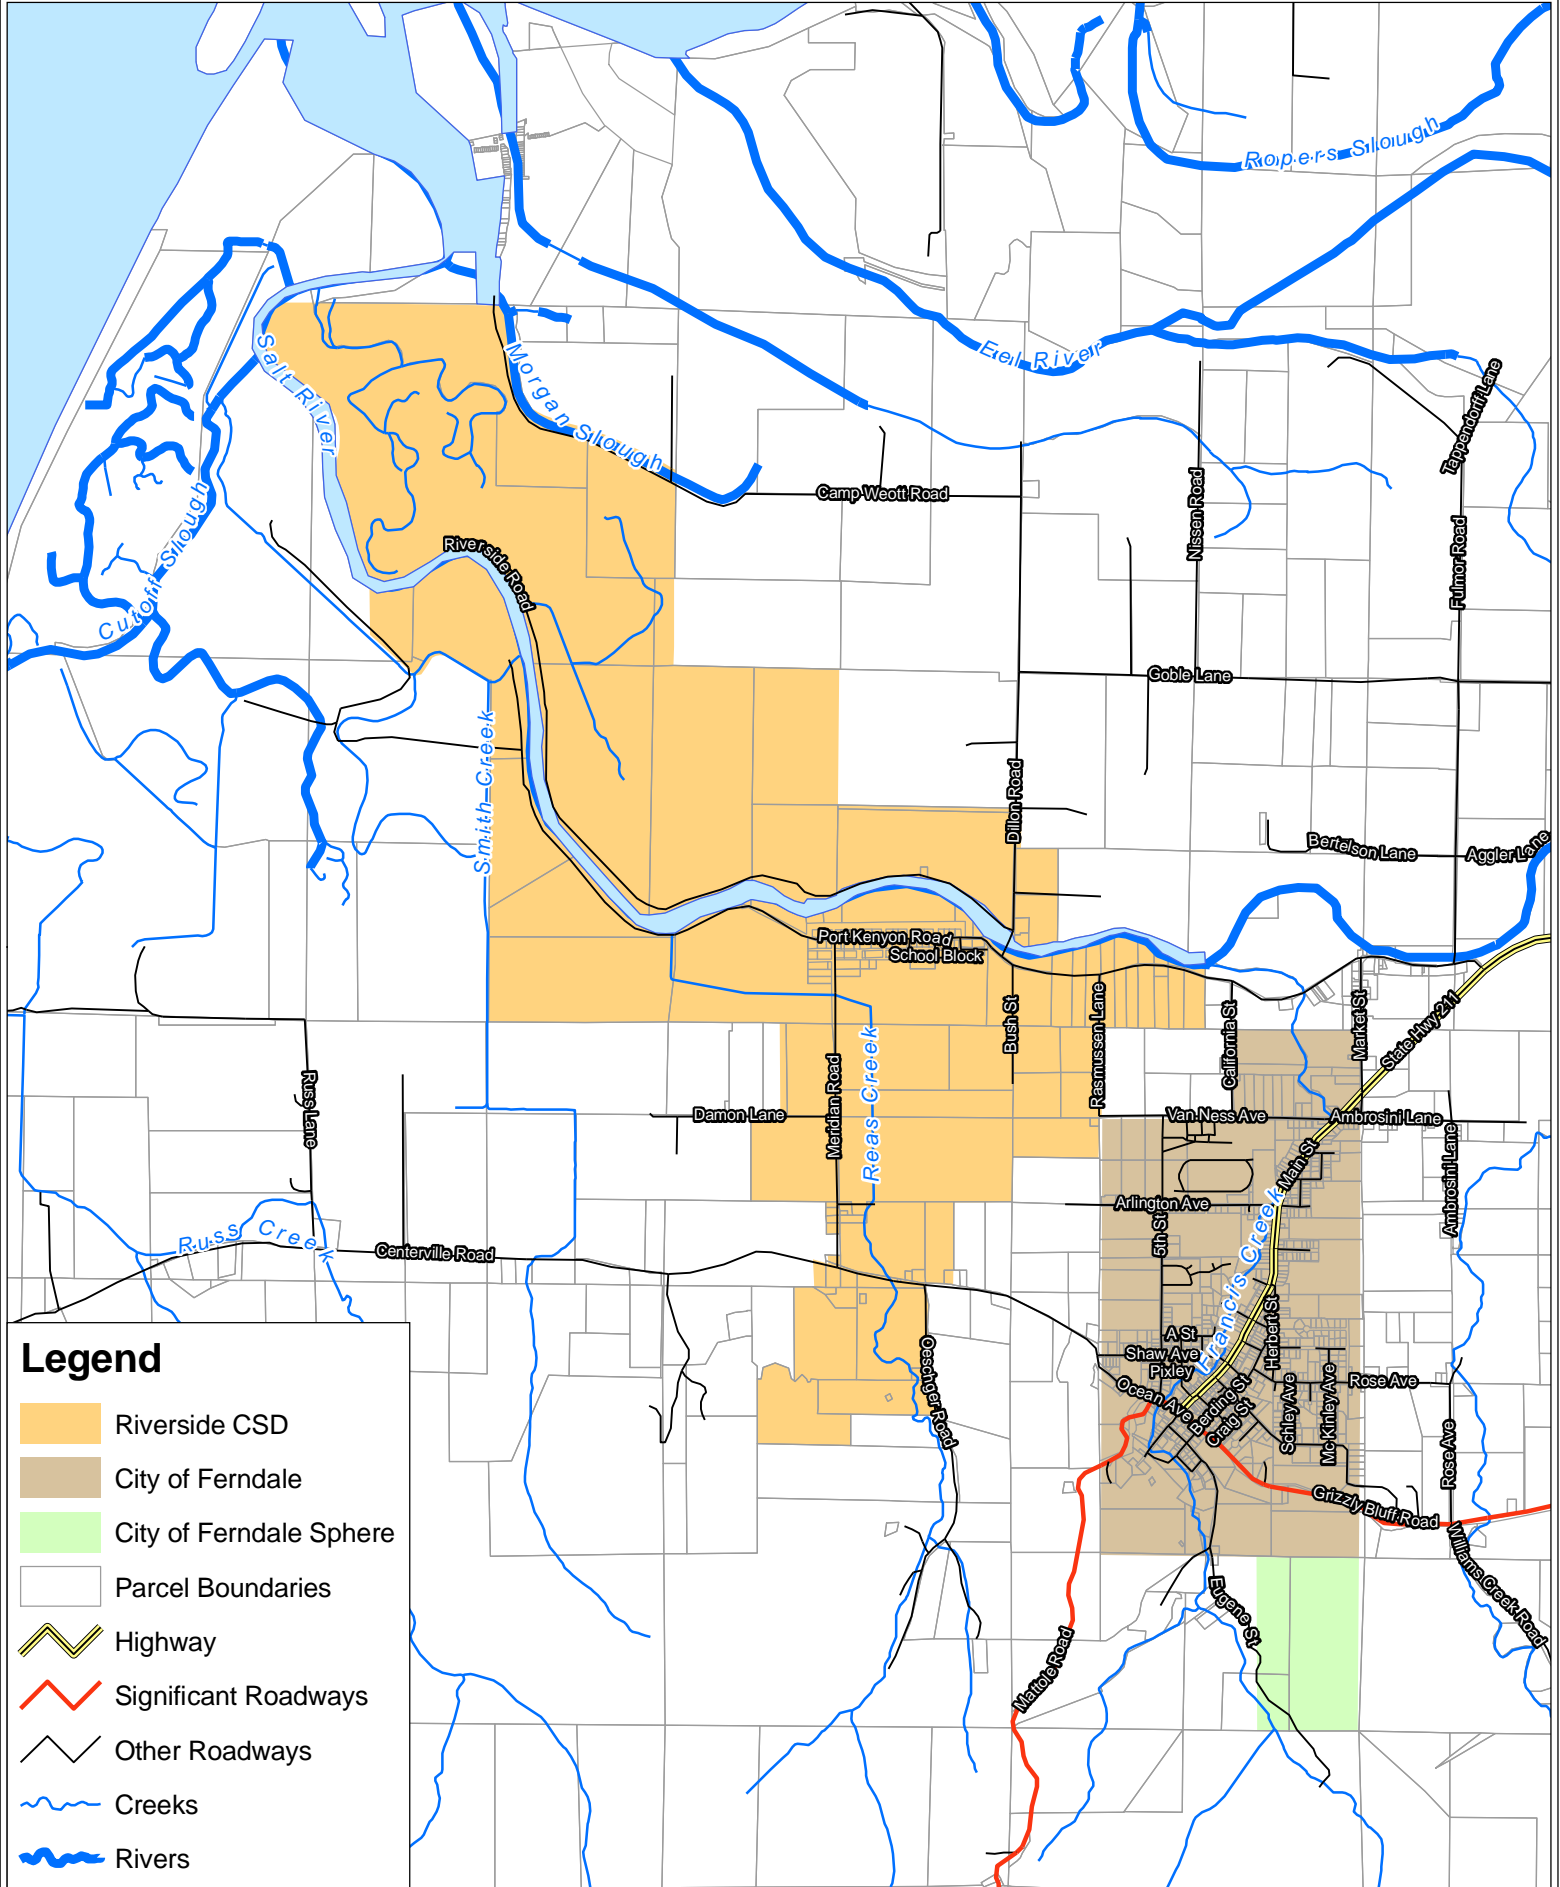 Ropers Slough
Eel River
Salt River
Morgan Slough
Tappendorff Lane
Camp Weott Road
Nissen Road
Fulmor Road
Cutoff Slough
Riverside Road
Goble Lane
Smith Creek
Dillon Road
Bertelson Lane
Aggler Lane
Port Kenyon Road
School Block
Bush St
Rasmussen Lane
California St
Market St
State Hwy 211
Russ Lane
Meridian Road
Reas Creek
Damon Lane
Van Ness Ave
Ambrosini Lane
Ambrosini Lane
Main St
Arlington Ave
5th St
Francis Creek
Russ Creek
Centerville Road
Herbert St
A St
Shaw Ave
Pixley
Ocean Ave
Berding St
Craig St
Schley Ave
Mc Kinley Ave
Rose Ave
Rose Ave
Oeschger Road
Grizzly Bluff Road
Williams Creek Road
Eugene St
Mattole Road
Legend
Riverside CSD
City of Ferndale
City of Ferndale Sphere
Parcel Boundaries
Highway
Significant Roadways
Other Roadways
Creeks
Rivers